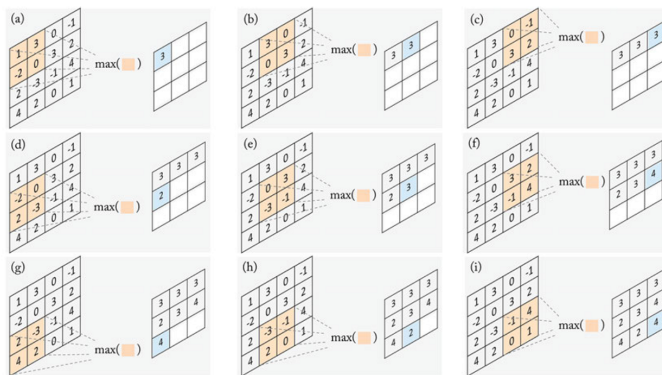 (a)
1 3 0 -1
-2 0 3 2
2 -3 -1 4
4 2 0 1
max( )
3
(b)
1 3 0 -1
-2 0 3 2
2 -3 -1 4
4 2 0 1
max( )
3 3
(c)
1 3 0 -1
-2 0 3 2
2 -3 -1 4
4 2 0 1
max( )
3 3 3
(d)
1 3 0 -1
-2 0 3 2
2 -3 -1 4
4 2 0 1
max( )
3 3 3
2
(e)
1 3 0 -1
-2 0 3 2
2 -3 -1 4
4 2 0 1
max( )
3 3 3
2 3
(f)
1 3 0 -1
-2 0 3 2
2 -3 -1 4
4 2 0 1
max( )
3 3 3
2 3 4
(g)
1 3 0 -1
-2 0 3 2
2 -3 -1 4
4 2 0 1
max( )
3 3 3
2 3 4
4
(h)
1 3 0 -1
-2 0 3 2
2 -3 -1 4
4 2 0 1
max( )
3 3 3
2 3 4
4 2
(i)
1 3 0 -1
-2 0 3 2
2 -3 -1 4
4 2 0 1
max( )
3 3 3
2 3 4
4 2 4